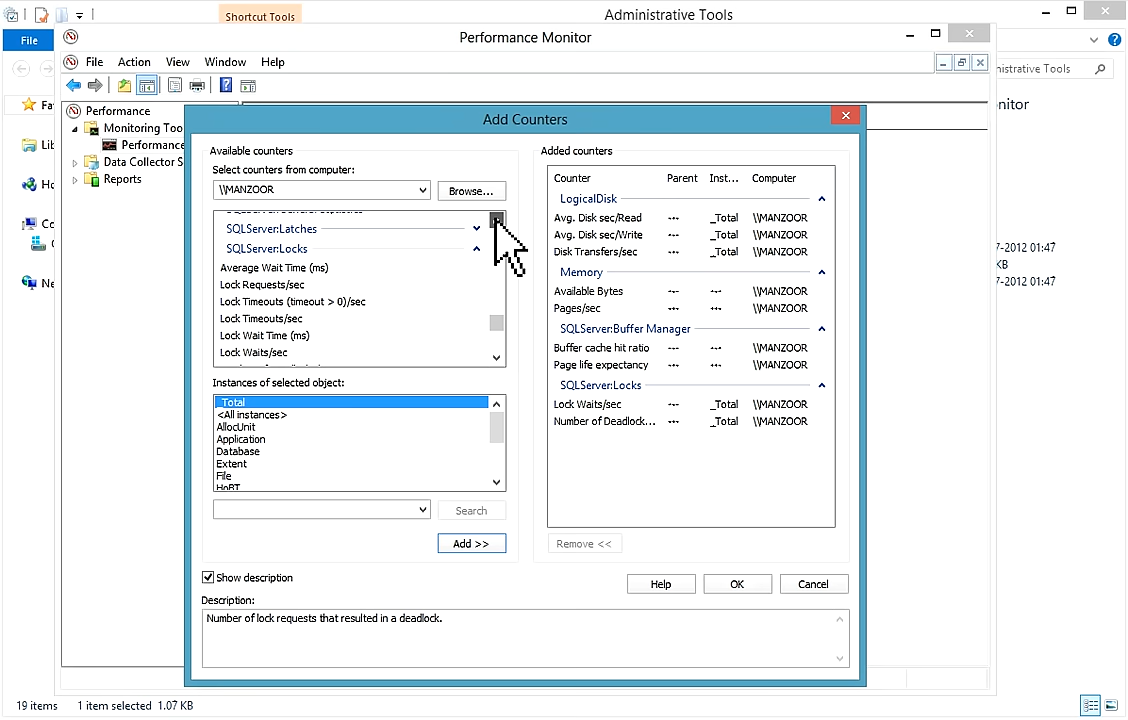 Shortcut Tools
Administrative Tools
File
Performance Monitor
File Action View Window Help
Performance
Monitoring Too
Performance
Data Collector S
Reports
Fa
Lib
Ho
Co
Ne
nistrative Tools
nitor
7-2012 01:47
KB
7-2012 01:47
Add Counters
Available counters
Select counters from computer:
\\MANZOOR
Browse...
SQLServer:General Statistics
SQLServer:Latches
SQLServer:Locks
Average Wait Time (ms)
Lock Requests/sec
Lock Timeouts (timeout > 0)/sec
Lock Timeouts/sec
Lock Wait Time (ms)
Lock Waits/sec
Instances of selected object:
_Total
<All instances>
AllocUnit
Application
Database
Extent
File
HoBT
Search
Add >>
Added counters
Counter Parent Inst... Computer
LogicalDisk
Avg. Disk sec/Read --- _Total \\MANZOOR
Avg. Disk sec/Write --- _Total \\MANZOOR
Disk Transfers/sec --- _Total \\MANZOOR
Memory
Available Bytes --- --- \\MANZOOR
Pages/sec --- --- \\MANZOOR
SQLServer:Buffer Manager
Buffer cache hit ratio --- --- \\MANZOOR
Page life expectancy --- --- \\MANZOOR
SQLServer:Locks
Lock Waits/sec --- _Total \\MANZOOR
Number of Deadlock... --- _Total \\MANZOOR
Remove <<
Show description
Help
OK
Cancel
Description:
Number of lock requests that resulted in a deadlock.
19 items 1 item selected 1.07 KB